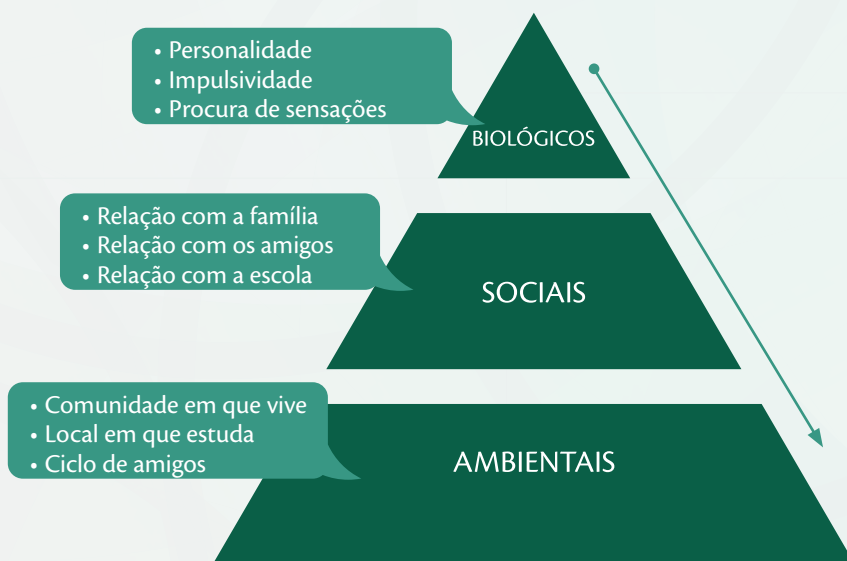 • Personalidade
• Impulsividade
• Procura de sensações
BIOLÓGICOS
• Relação com a família
• Relação com os amigos
• Relação com a escola
SOCIAIS
• Comunidade em que vive
• Local em que estuda
• Ciclo de amigos
AMBIENTAIS